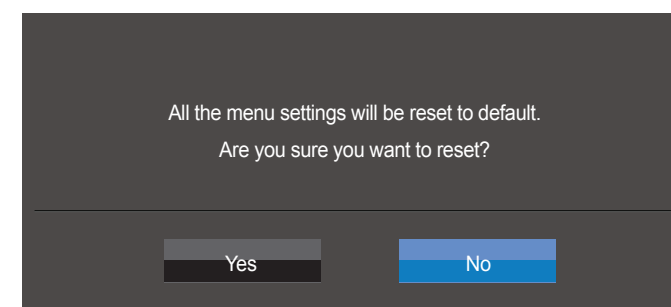 All the menu settings will be reset to default.
Are you sure you want to reset?
Yes
No